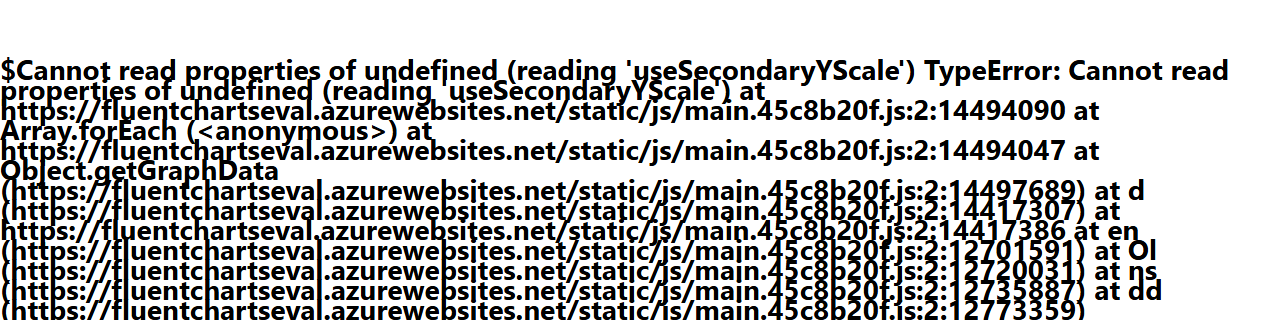 $Cannot read properties of undefined (reading 'useSecondaryYScale') TypeError: Cannot read
properties of undefined (reading 'useSecondaryYScale') at
https://fluentchartseval.azurewebsites.net/static/js/main.45c8b20f.js:2:14494090 at
Array.forEach (<anonymous>) at
https://fluentchartseval.azurewebsites.net/static/js/main.45c8b20f.js:2:14494047 at
Object.getGraphData
(https://fluentchartseval.azurewebsites.net/static/js/main.45c8b20f.js:2:14497689) at d
(https://fluentchartseval.azurewebsites.net/static/js/main.45c8b20f.js:2:14417307) at
https://fluentchartseval.azurewebsites.net/static/js/main.45c8b20f.js:2:14417386 at en
(https://fluentchartseval.azurewebsites.net/static/js/main.45c8b20f.js:2:12701591) at Ol
(https://fluentchartseval.azurewebsites.net/static/js/main.45c8b20f.js:2:12720031) at ns
(https://fluentchartseval.azurewebsites.net/static/js/main.45c8b20f.js:2:12735887) at dd
(https://fluentchartseval.azurewebsites.net/static/js/main.45c8b20f.js:2:12773359)